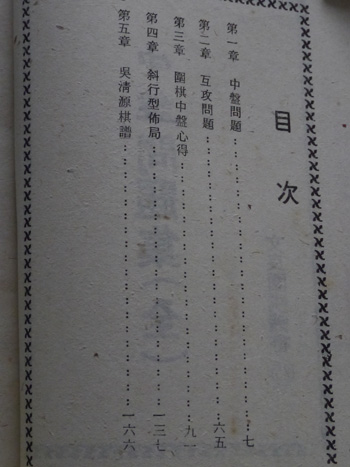 目次
第一章 中盤問題………………………七
第二章 互攻問題………………………六五
第三章 圍棋中盤心得………………………九一
第四章 斜行型佈局………………………一三七
第五章 吳清源棋譜………………………一六六